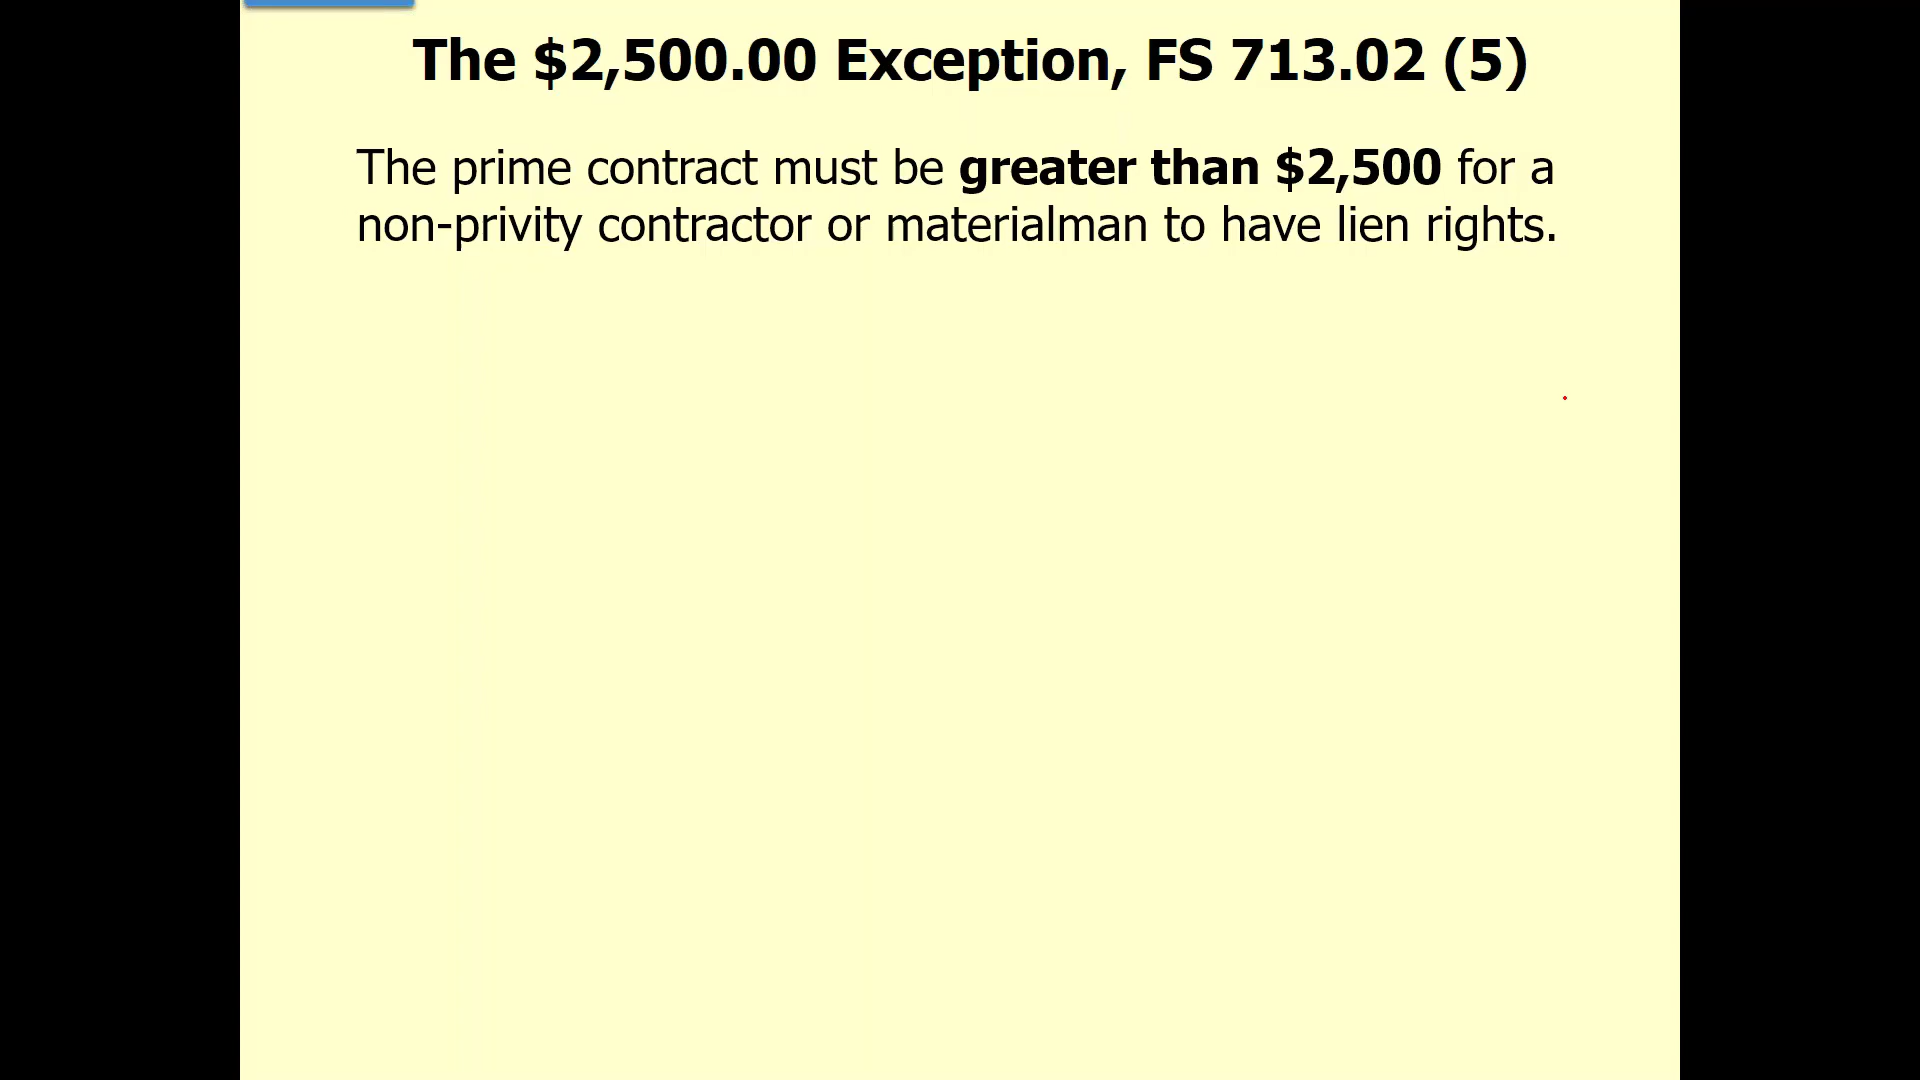 The $2,500.00 Exception, FS 713.02 (5)
The prime contract must be greater than $2,500 for a
non-privity contractor or materialman to have lien rights.